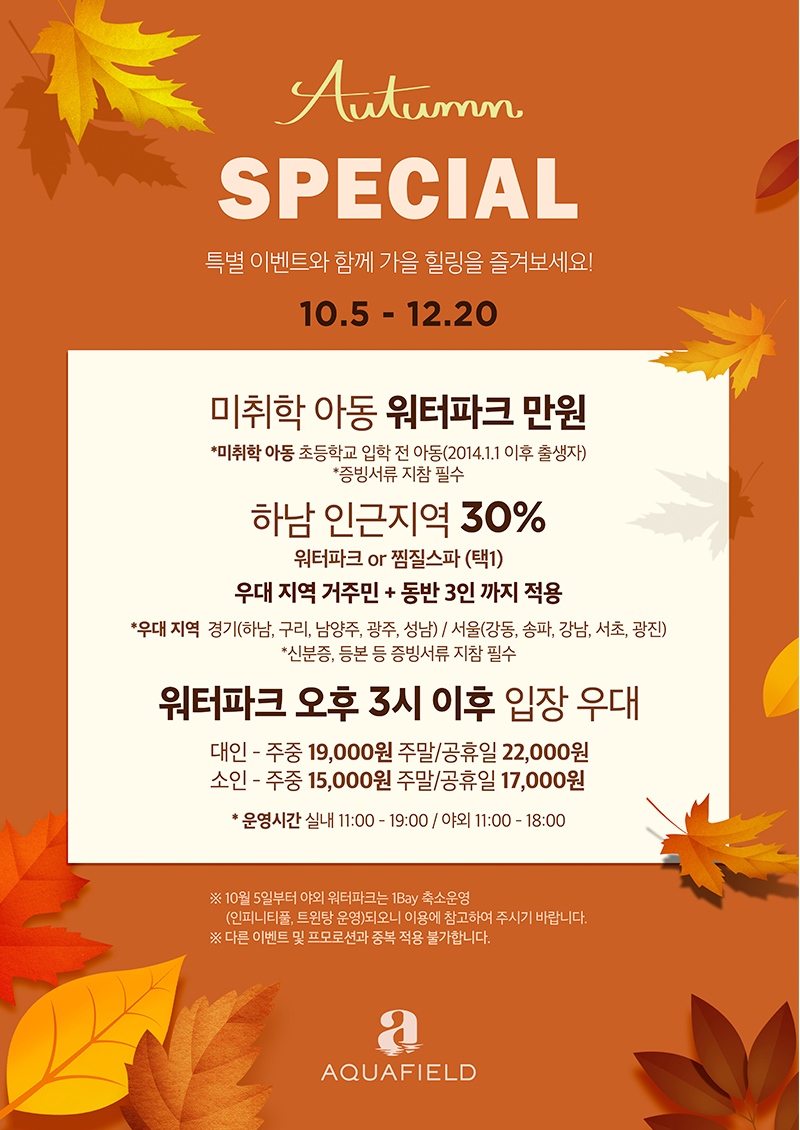 Autumn
SPECIAL
특별 이벤트와 함께 가을 힐링을 즐겨보세요!
10.5 - 12.20
미취학 아동 워터파크 만원
*미취학 아동 초등학교 입학 전 아동(2014.1.1 이후 출생자)
*증빙서류 지참 필수
하남 인근지역 30%
워터파크 or 찜질스파 (택1)
우대 지역 거주민 + 동반 3인 까지 적용
*우대 지역 경기(하남, 구리, 남양주, 광주, 성남) / 서울(강동, 송파, 강남, 서초, 광진)
*신분증, 등본 등 증빙서류 지참 필수
워터파크 오후 3시 이후 입장 우대
대인 - 주중 19,000원 주말/공휴일 22,000원
소인 - 주중 15,000원 주말/공휴일 17,000원
* 운영시간 실내 11:00 - 19:00 / 야외 11:00 - 18:00
※ 10월 5일부터 야외 워터파크는 1Bay 축소운영
(인피니티풀, 트윈탕 운영)되오니 이용에 참고하여 주시기 바랍니다.
※ 다른 이벤트 및 프모로션과 중복 적용 불가합니다.
a
AQUAFIELD